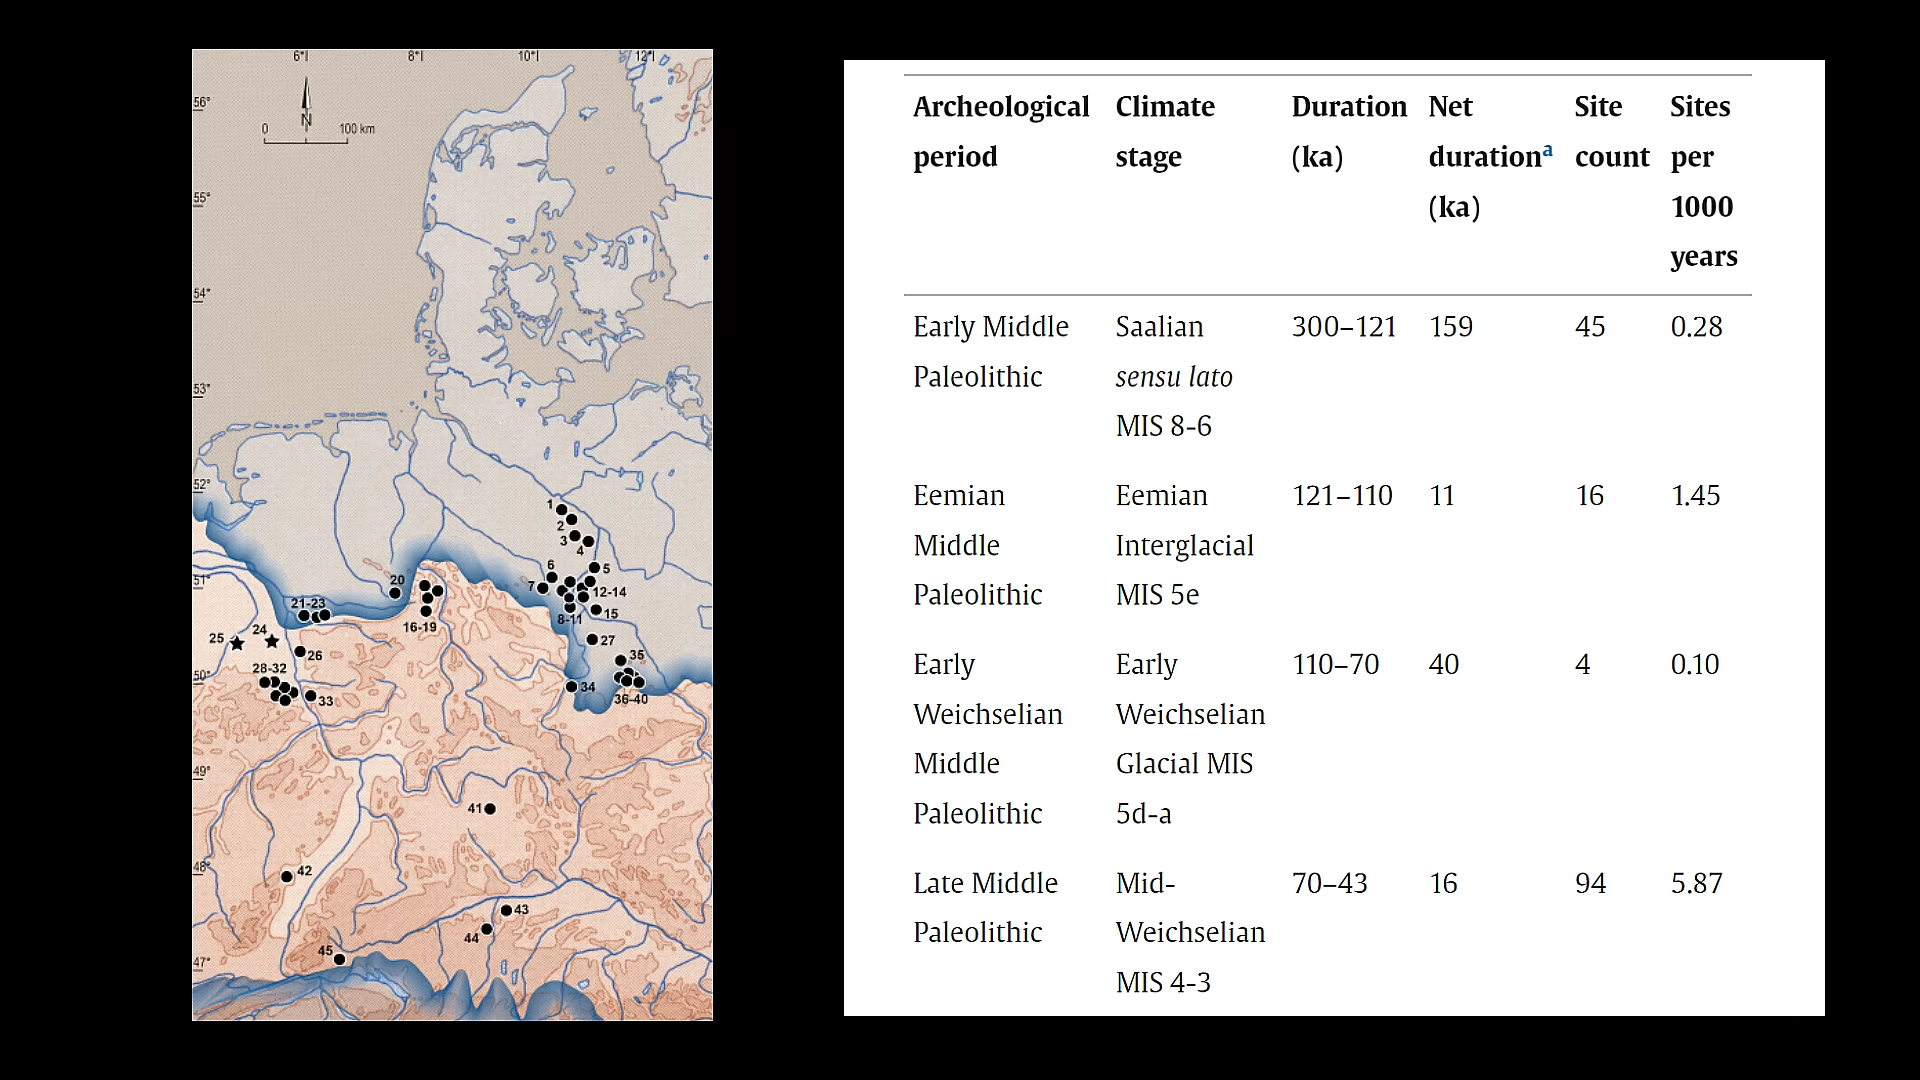 6°
8°
10°
12°
56°
N
0
100 km
55°
54°
53°
52°
1
2
3
4
6
5
51°
20
7
12-14
21-23
8-11
15
16-19
25
24
27
26
35
28-32
50°
34
33
36-40
49°
41
48°
42
43
44
45
47°
Archeological Climate Duration Net Site Sites
period stage (ka) durationᵃ count per
(ka) 1000
years
Early Middle Saalian 300–121 159 45 0.28
Paleolithic sensu lato
MIS 8-6
Eemian Eemian 121–110 11 16 1.45
Middle Interglacial
Paleolithic MIS 5e
Early Early 110–70 40 4 0.10
Weichselian Weichselian
Middle Glacial MIS
Paleolithic 5d-a
Late Middle Mid- 70–43 16 94 5.87
Paleolithic Weichselian
MIS 4-3